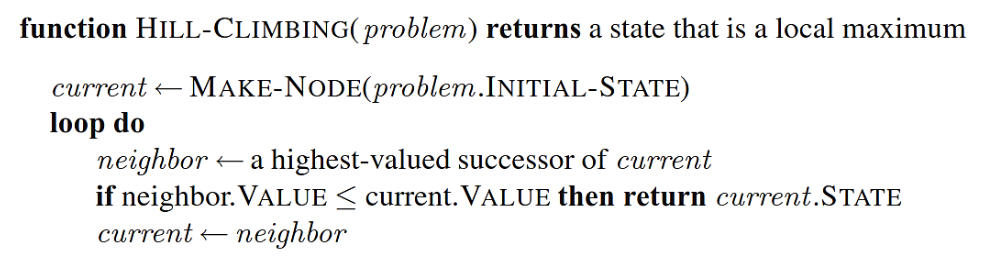 function HILL-CLIMBING(problem) returns a state that is a local maximum
current ← MAKE-NODE(problem.INITIAL-STATE)
loop do
neighbor ← a highest-valued successor of current
if neighbor.VALUE ≤ current.VALUE then return current.STATE
current ← neighbor